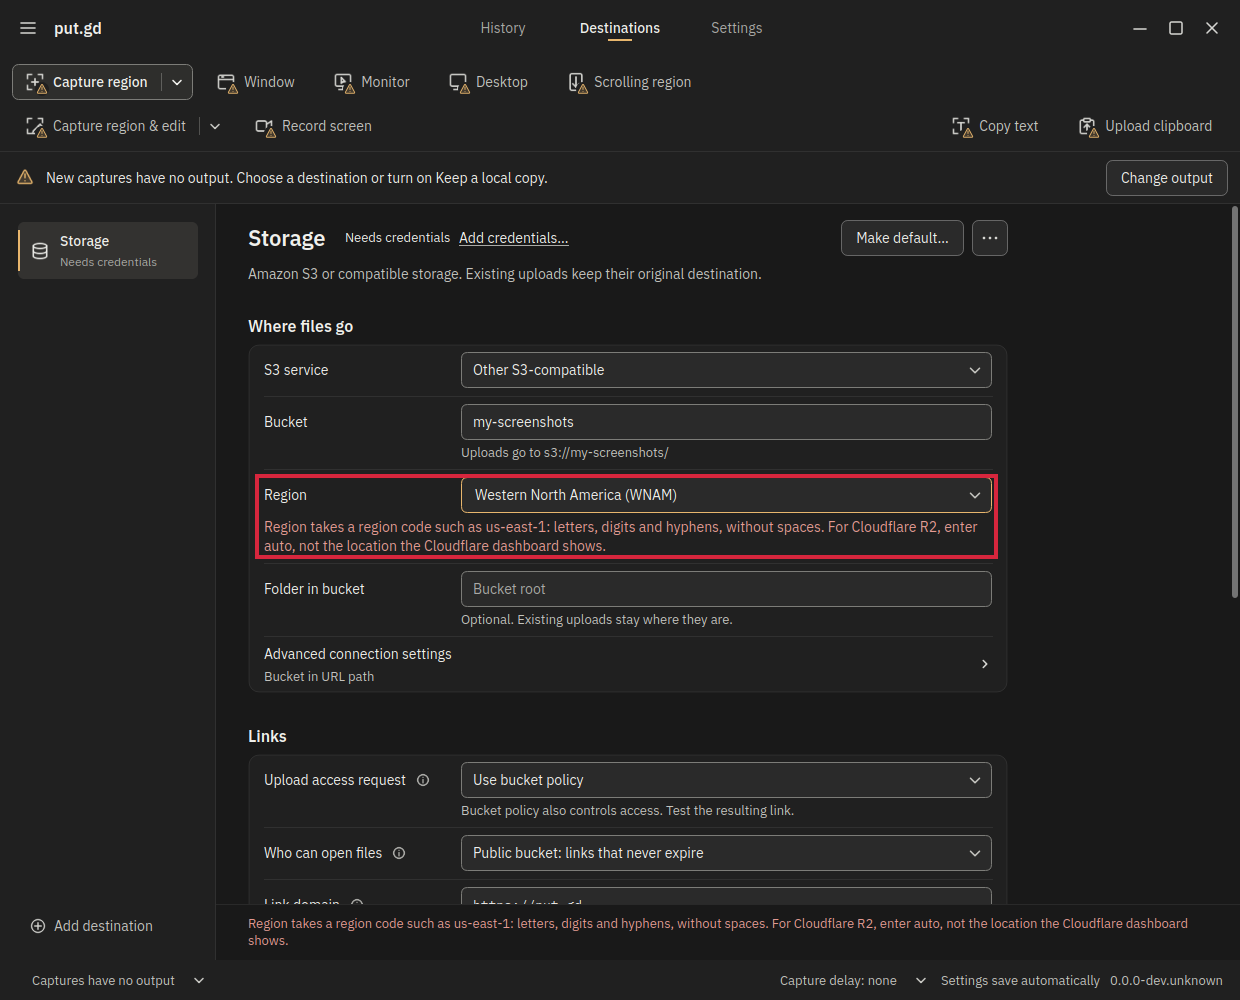 put.gd
History
Destinations
Settings
Capture region
Window
Monitor
Desktop
Scrolling region
Capture region & edit
Record screen
Copy text
Upload clipboard
New captures have no output. Choose a destination or turn on Keep a local copy.
Change output
Storage
Needs credentials
Storage
Needs credentials
Add credentials...
Make default...
Amazon S3 or compatible storage. Existing uploads keep their original destination.
Where files go
S3 service
Other S3-compatible
Bucket
my-screenshots
Uploads go to s3://my-screenshots/
Region
Western North America (WNAM)
Region takes a region code such as us-east-1: letters, digits and hyphens, without spaces. For Cloudflare R2, enter
auto, not the location the Cloudflare dashboard shows.
Folder in bucket
Bucket root
Optional. Existing uploads stay where they are.
Advanced connection settings
Bucket in URL path
Links
Upload access request
Use bucket policy
Bucket policy also controls access. Test the resulting link.
Who can open files
Public bucket: links that never expire
Link domain
https://put.gd
Add destination
Region takes a region code such as us-east-1: letters, digits and hyphens, without spaces. For Cloudflare R2, enter auto, not the location the Cloudflare dashboard
shows.
Captures have no output
Capture delay: none
Settings save automatically
0.0.0-dev.unknown